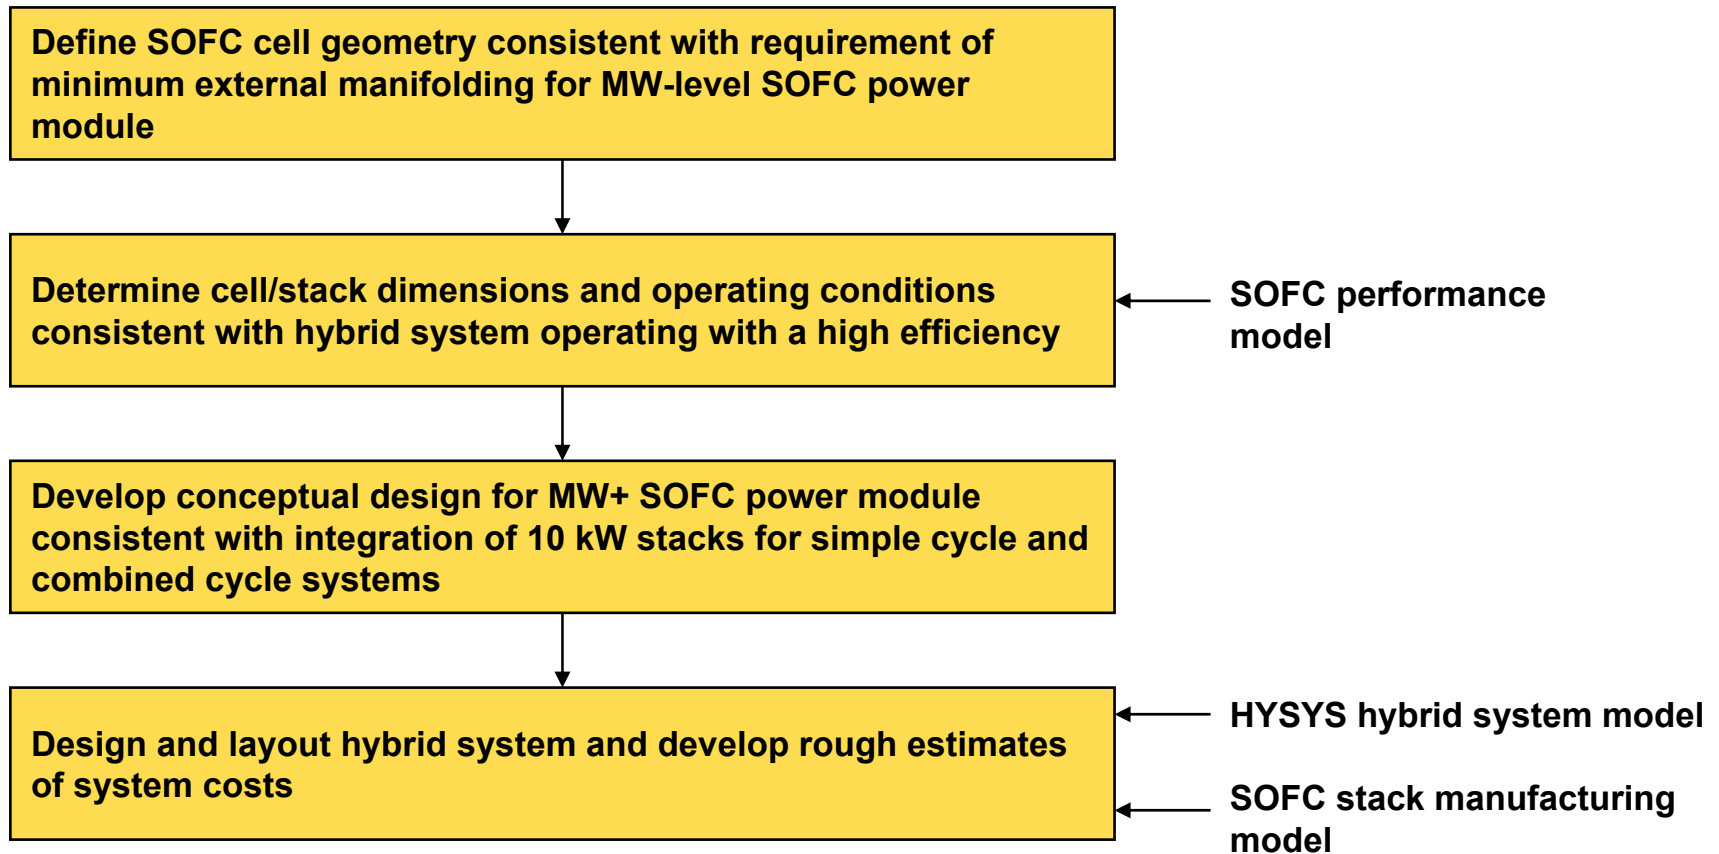 Define SOFC cell geometry consistent with requirement of
minimum external manifolding for MW-level SOFC power
module
Determine cell/stack dimensions and operating conditions
consistent with hybrid system operating with a high efficiency
SOFC performance
model
Develop conceptual design for MW+ SOFC power module
consistent with integration of 10 kW stacks for simple cycle and
combined cycle systems
Design and layout hybrid system and develop rough estimates
of system costs
HYSYS hybrid system model
SOFC stack manufacturing
model